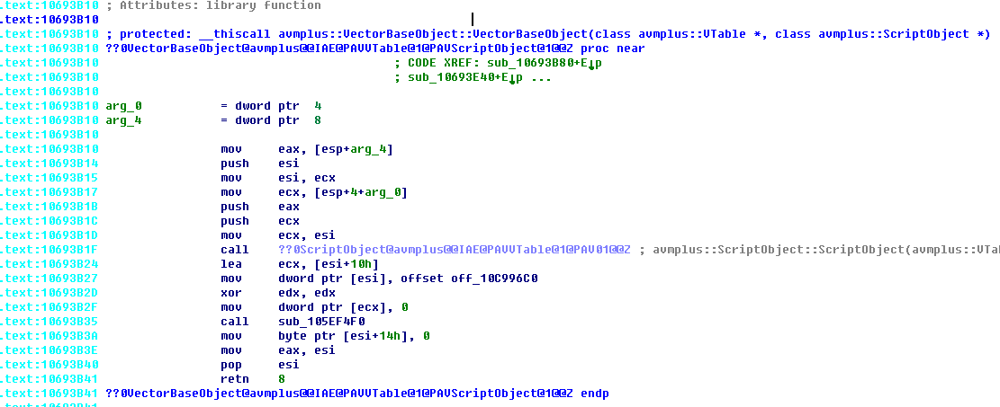 .text:10693B10 ; Attributes: library function
.text:10693B10
.text:10693B10 ; protected: __thiscall avmplus::VectorBaseObject::VectorBaseObject(class avmplus::VTable *, class avmplus::ScriptObject *)
.text:10693B10 ??0VectorBaseObject@avmplus@@IAE@PAVVTable@1@PAVScriptObject@1@@Z proc near
.text:10693B10 ; CODE XREF: sub_10693B80+E↓p
.text:10693B10 ; sub_10693E40+E↓p ...
.text:10693B10
.text:10693B10 arg_0 = dword ptr 4
.text:10693B10 arg_4 = dword ptr 8
.text:10693B10
.text:10693B10 mov eax, [esp+arg_4]
.text:10693B14 push esi
.text:10693B15 mov esi, ecx
.text:10693B17 mov ecx, [esp+4+arg_0]
.text:10693B1B push eax
.text:10693B1C push ecx
.text:10693B1D mov ecx, esi
.text:10693B1F call ??0ScriptObject@avmplus@@IAE@PAVVTable@1@PAV01@@Z ; avmplus::ScriptObject::ScriptObject(avmplus::VTa
.text:10693B24 lea ecx, [esi+10h]
.text:10693B27 mov dword ptr [esi], offset off_10C996C0
.text:10693B2D xor edx, edx
.text:10693B2F mov dword ptr [ecx], 0
.text:10693B35 call sub_105EF4F0
.text:10693B3A mov byte ptr [esi+14h], 0
.text:10693B3E mov eax, esi
.text:10693B40 pop esi
.text:10693B41 retn 8
.text:10693B41 ??0VectorBaseObject@avmplus@@IAE@PAVVTable@1@PAVScriptObject@1@@Z endp